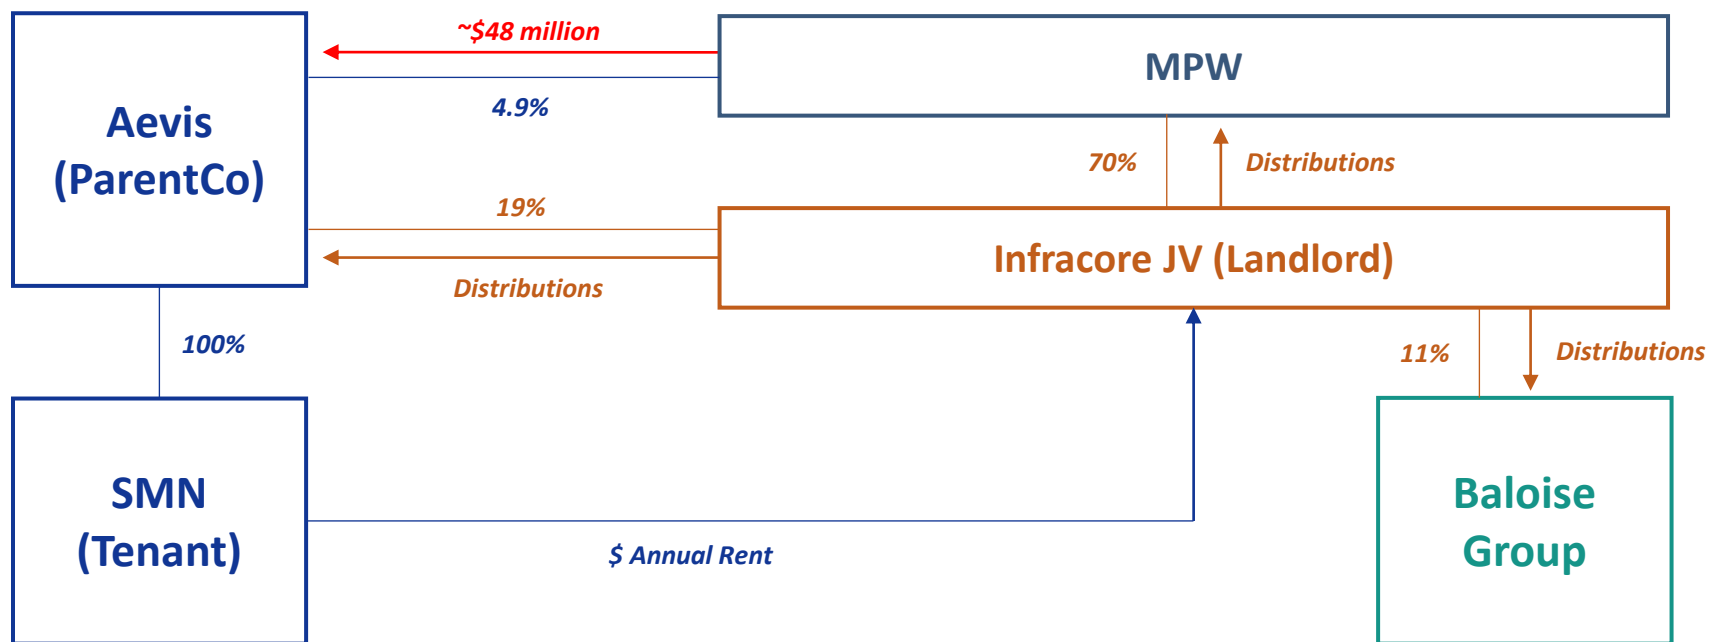 ~$48 million
MPW
Aevis
(ParentCo)
4.9%
70%
Distributions
19%
Infracore JV (Landlord)
Distributions
100%
11%
Distributions
SMN
(Tenant)
$ Annual Rent
Baloise
Group